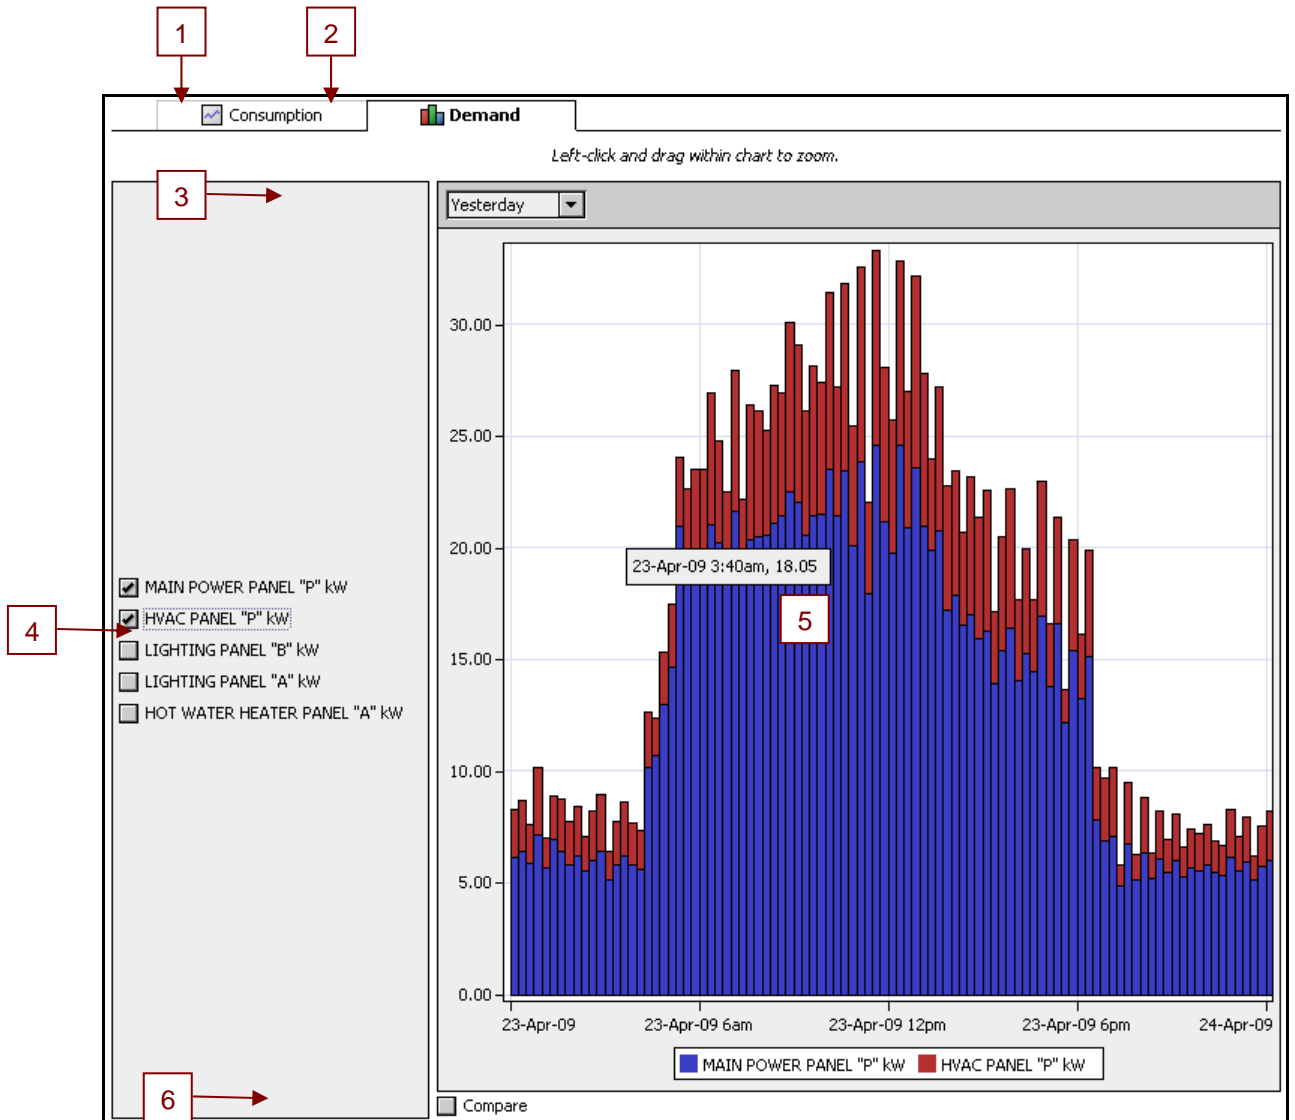 1
2
Consumption
Demand
Left-click and drag within chart to zoom.
3
Yesterday
30.00
25.00
20.00
23-Apr-09 3:40am, 18.05
5
MAIN POWER PANEL "P" kW
HVAC PANEL "P" kW
4
LIGHTING PANEL "B" kW
LIGHTING PANEL "A" kW
HOT WATER HEATER PANEL "A" kW
15.00
10.00
5.00
0.00
23-Apr-09
23-Apr-09 6am
23-Apr-09 12pm
23-Apr-09 6pm
24-Apr-09
MAIN POWER PANEL "P" kW
HVAC PANEL "P" kW
6
Compare